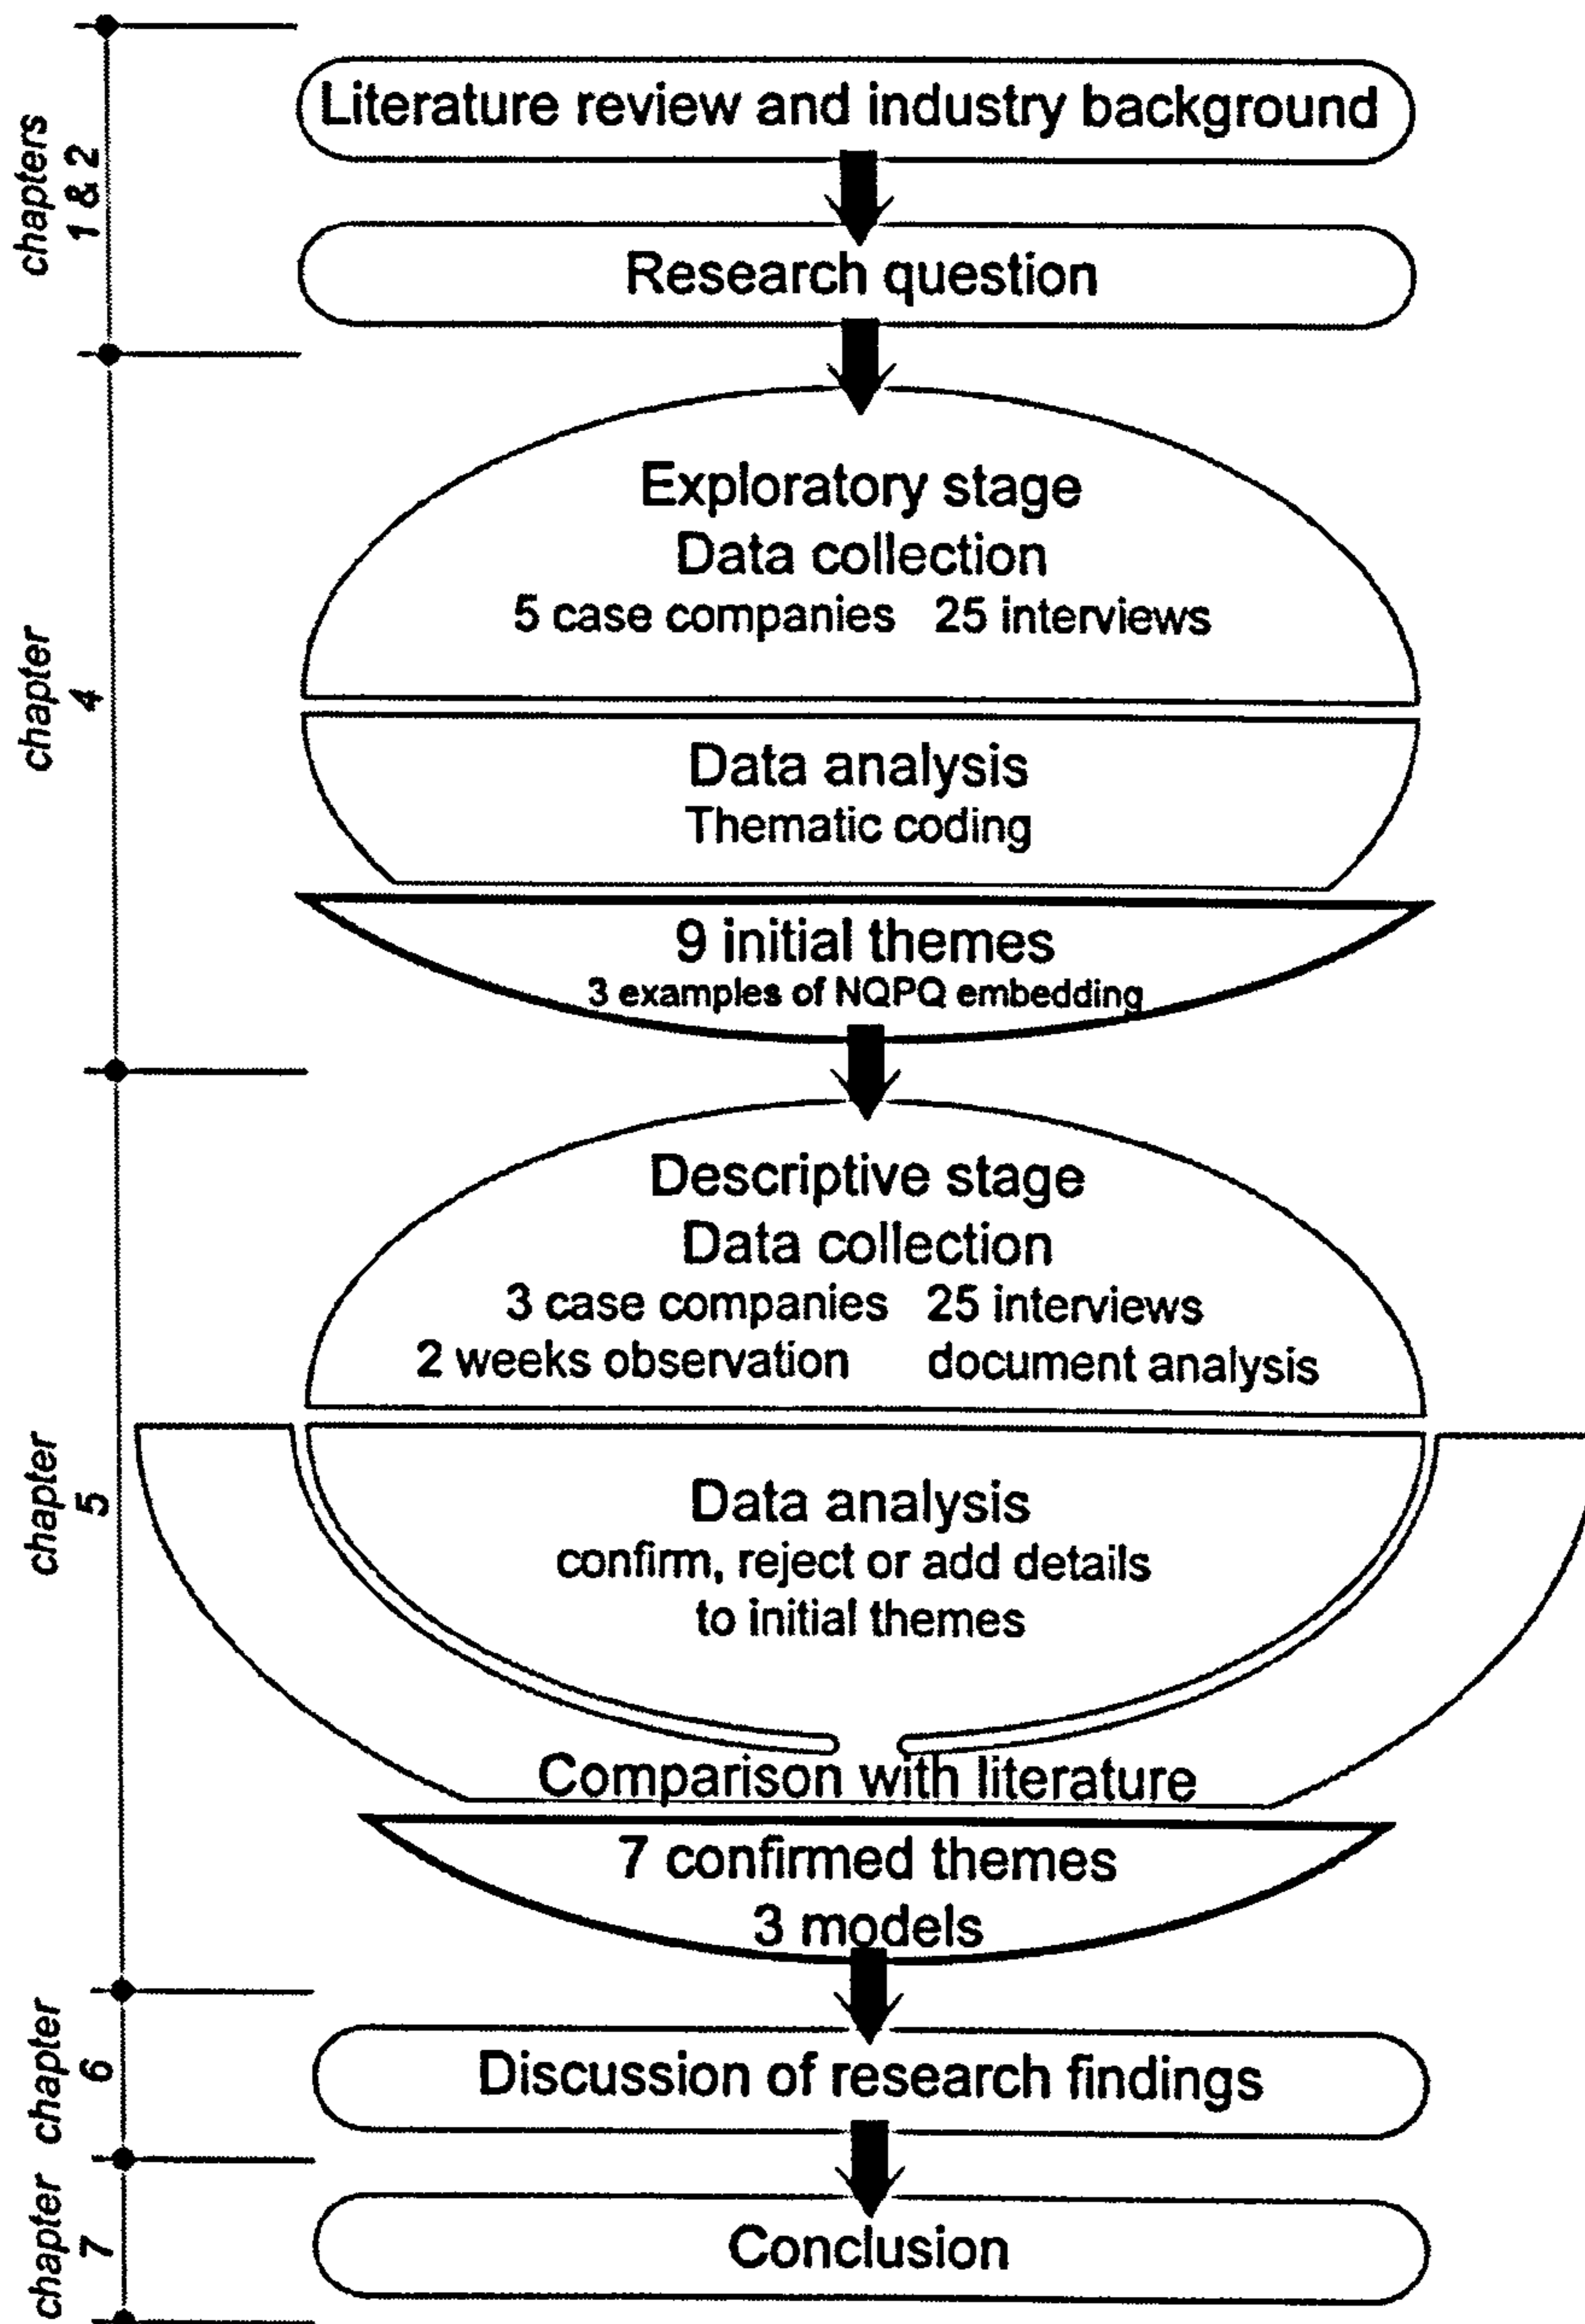 chapters
1 & 2
Literature review and industry background
Research question
chapter
4
Exploratory stage
Data collection
5 case companies 25 interviews
Data analysis
Thematic coding
9 initial themes
3 examples of NQPQ embedding
chapter
5
Descriptive stage
Data collection
3 case companies 25 interviews
2 weeks observation document analysis
Data analysis
confirm, reject or add details
to initial themes
Comparison with literature
7 confirmed themes
3 models
chapter
6
Discussion of research findings
chapter
7
Conclusion